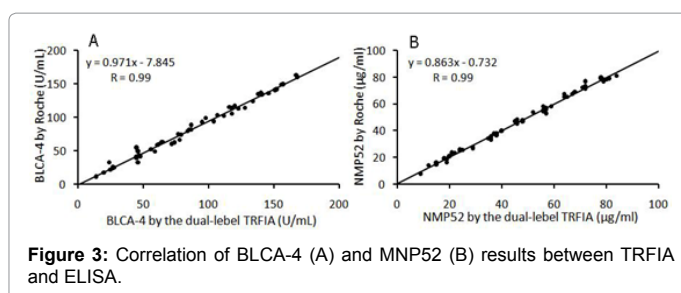 A
y = 0.971x - 7.845
R = 0.99
BLCA-4 by Roche (U/mL)
200
150
100
50
0
0 50 100 150 200
BLCA-4 by the dual-lebel TRFIA (U/mL)
B
y = 0.863x - 0.732
R = 0.99
NMP52 by Roche (µg/ml)
100
80
60
40
20
0
0 20 40 60 80 100
NMP52 by the dual-lebel TRFIA (µg/ml)
Figure 3: Correlation of BLCA-4 (A) and MNP52 (B) results between TRFIA
and ELISA.